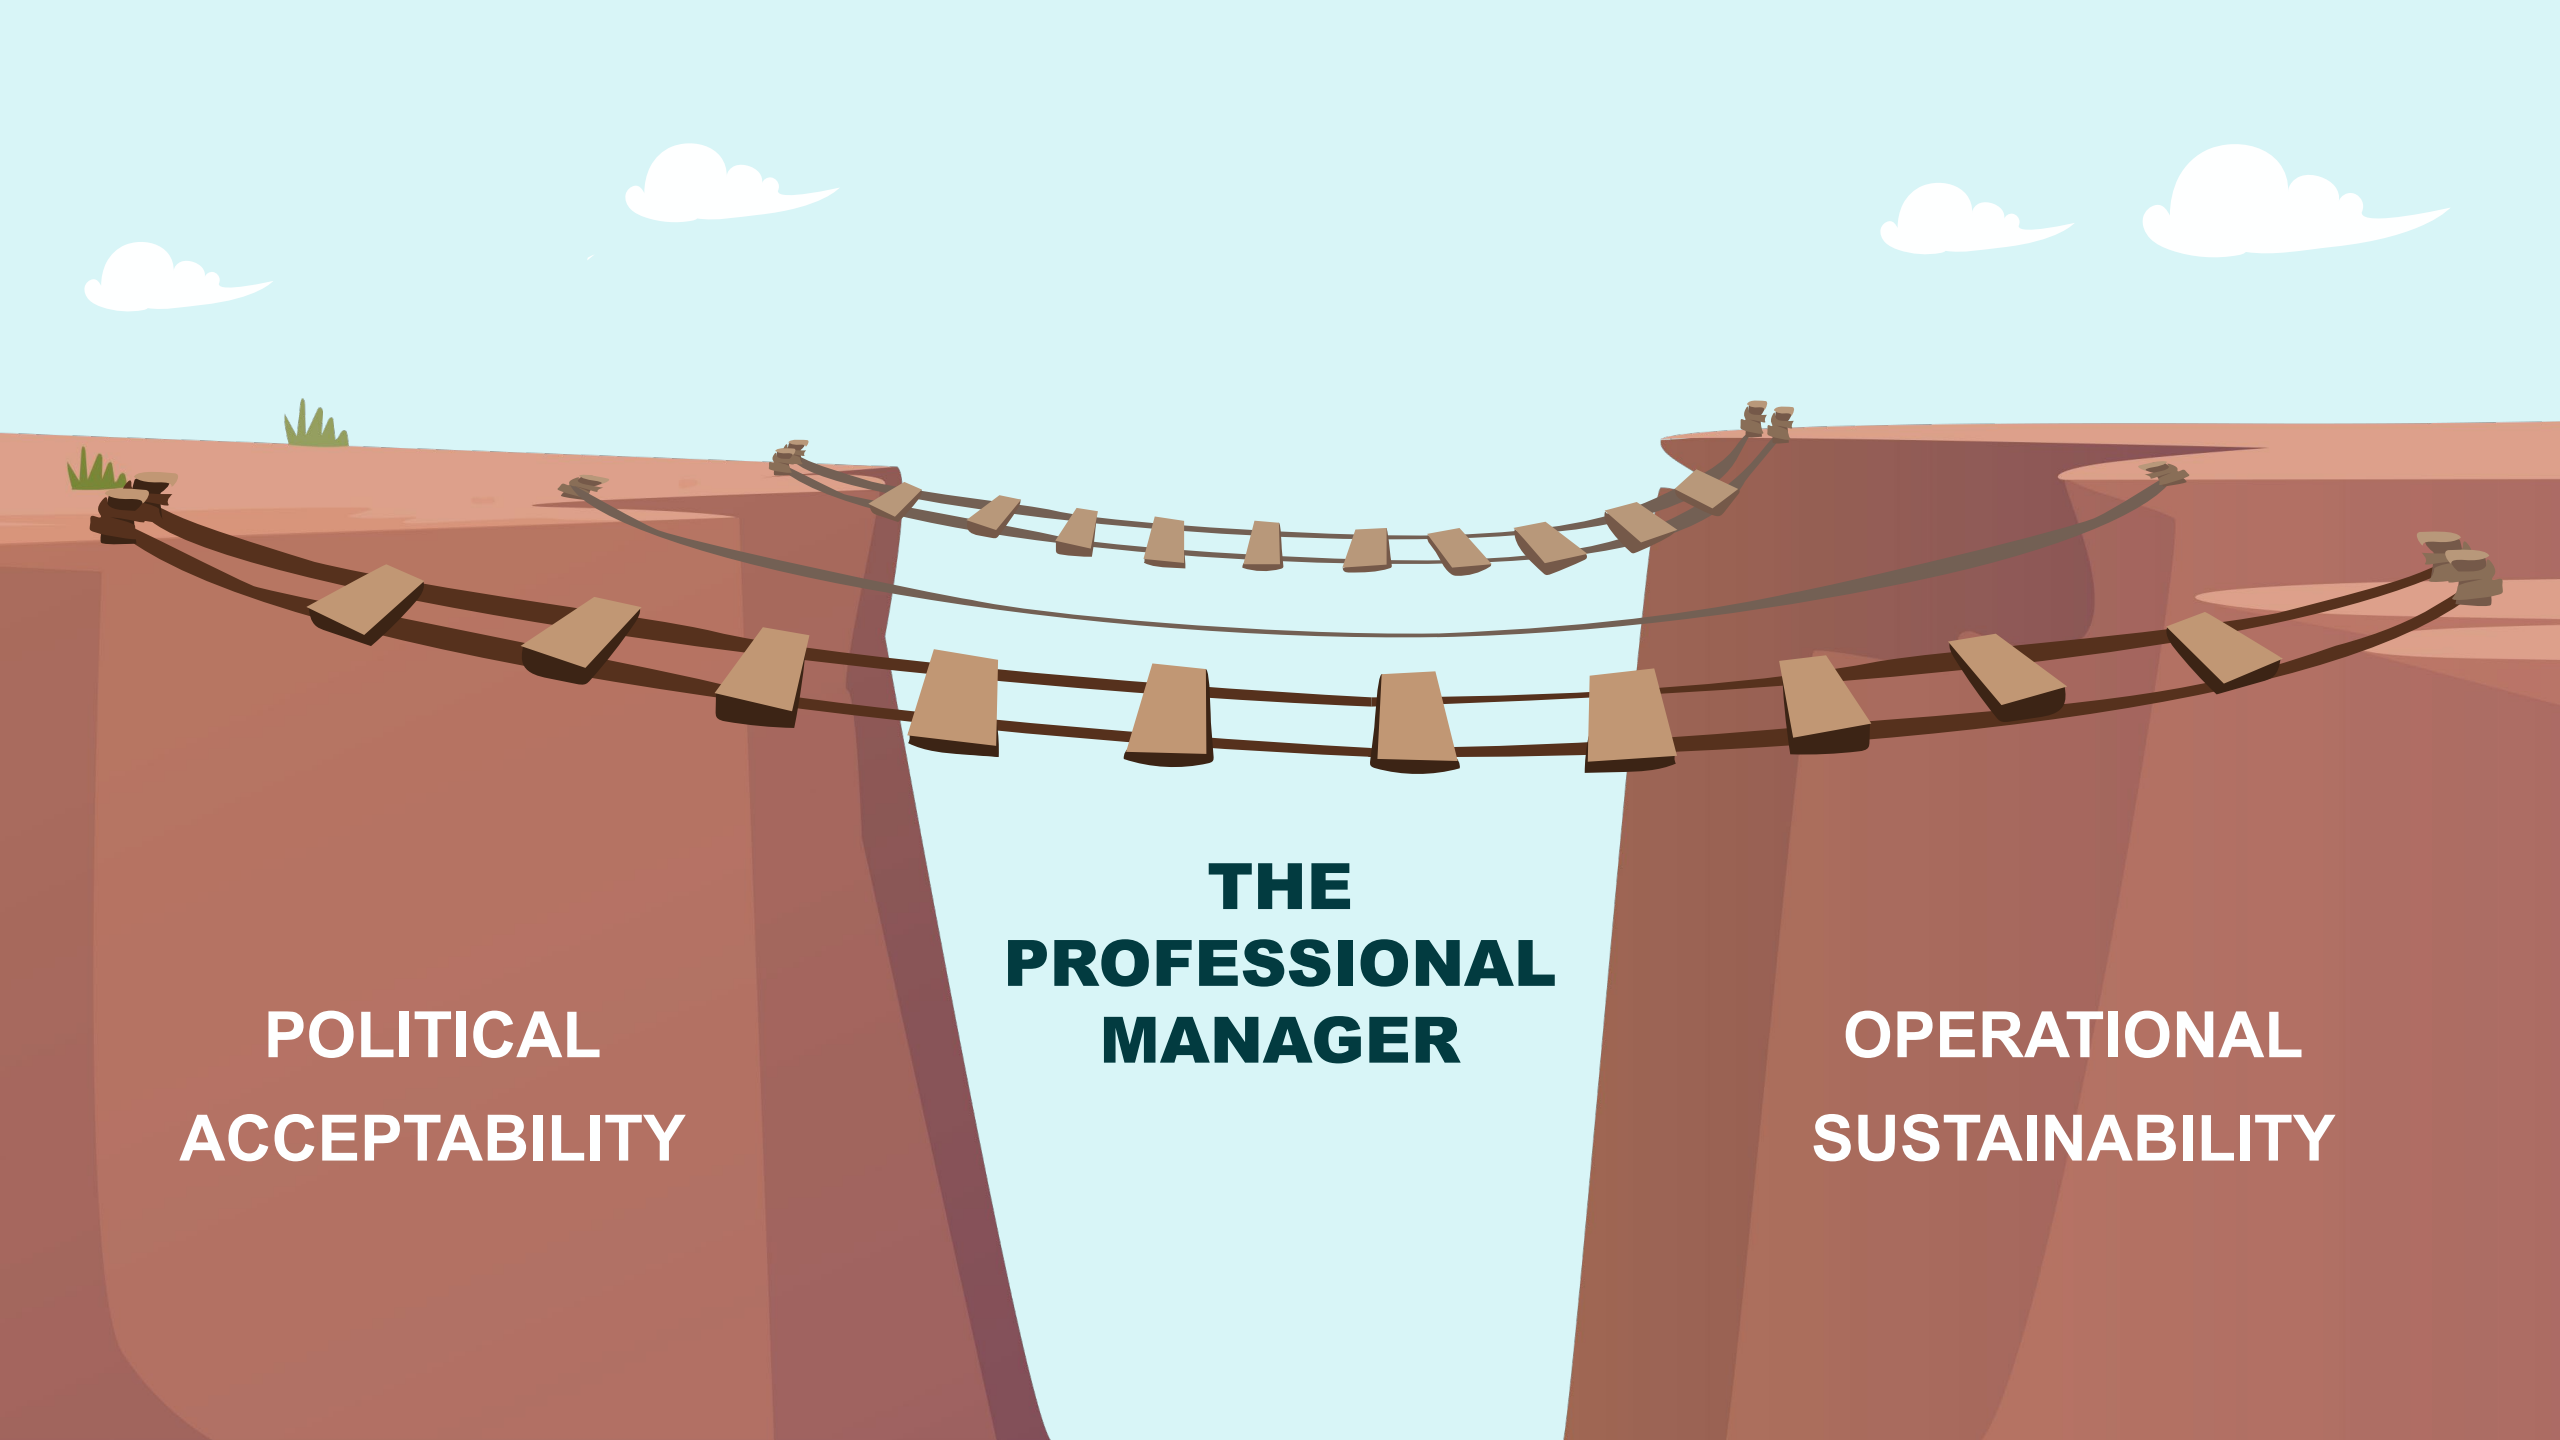 POLITICAL
ACCEPTABILITY
THE
PROFESSIONAL
MANAGER
OPERATIONAL
SUSTAINABILITY